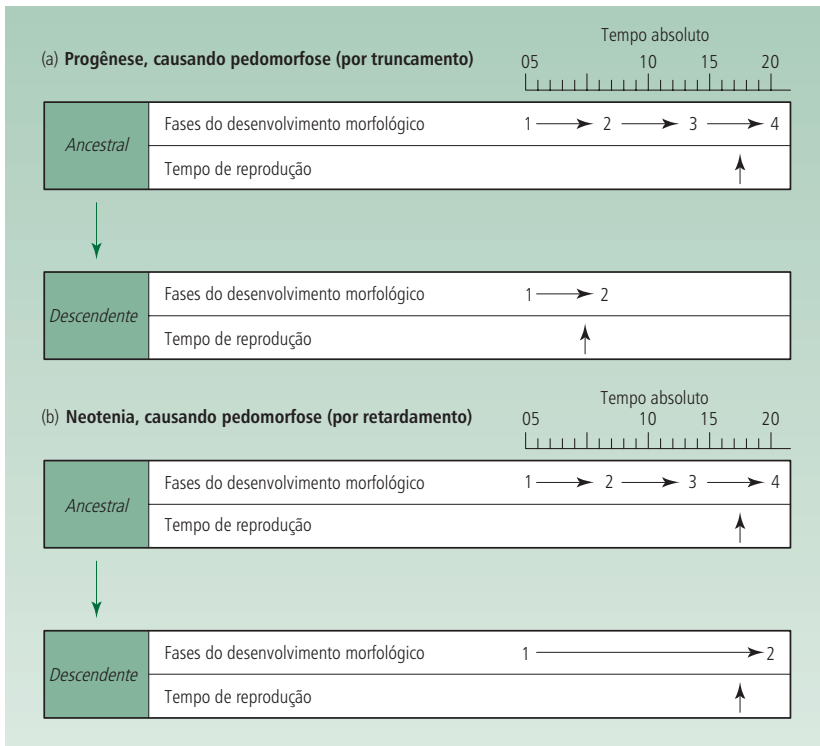 Tempo absoluto
(a) Progênese, causando pedomorfose (por truncamento)
05 10 15 20
Ancestral
Fases do desenvolvimento morfológico
1 2 3 4
Tempo de reprodução
Descendente
Fases do desenvolvimento morfológico
1 2
Tempo de reprodução
Tempo absoluto
(b) Neotenia, causando pedomorfose (por retardamento)
05 10 15 20
Ancestral
Fases do desenvolvimento morfológico
1 2 3 4
Tempo de reprodução
Descendente
Fases do desenvolvimento morfológico
1 2
Tempo de reprodução